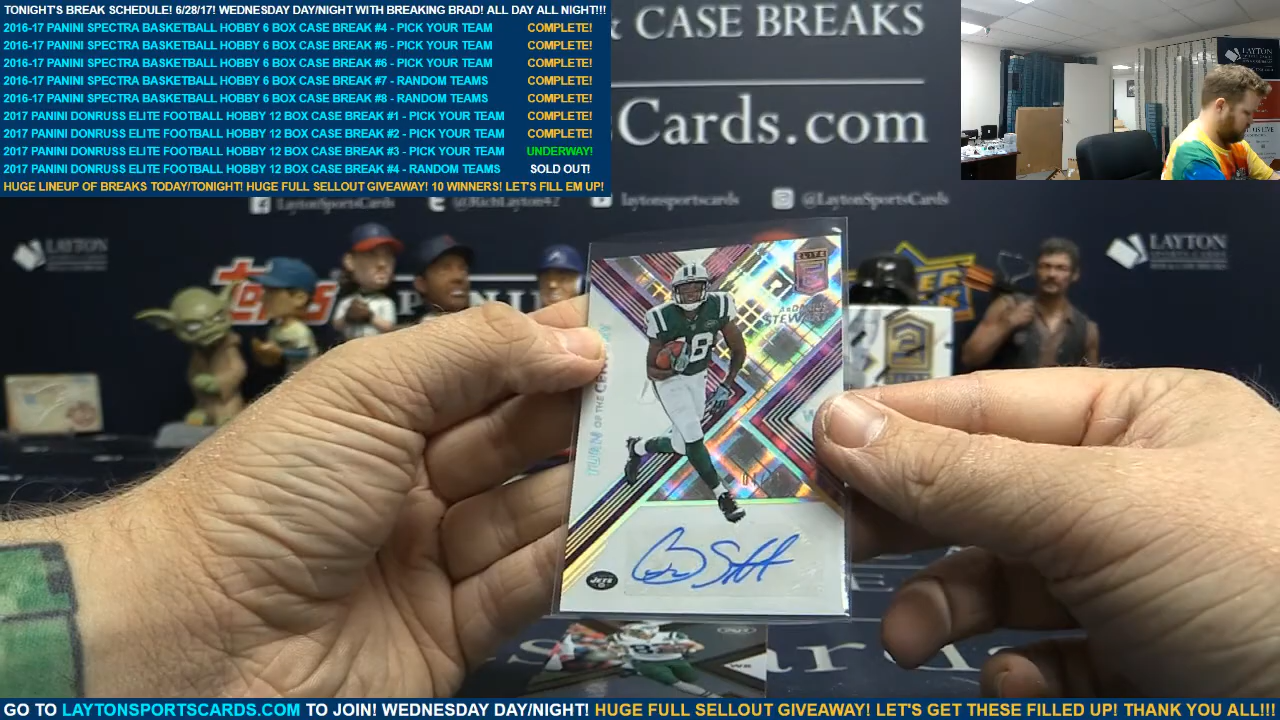 TONIGHT'S BREAK SCHEDULE! 6/28/17! WEDNESDAY DAY/NIGHT WITH BREAKING BRAD! ALL DAY ALL NIGHT!!!
2016-17 PANINI SPECTRA BASKETBALL HOBBY 6 BOX CASE BREAK #4 - PICK YOUR TEAM COMPLETE!
2016-17 PANINI SPECTRA BASKETBALL HOBBY 6 BOX CASE BREAK #5 - PICK YOUR TEAM COMPLETE!
2016-17 PANINI SPECTRA BASKETBALL HOBBY 6 BOX CASE BREAK #6 - PICK YOUR TEAM COMPLETE!
2016-17 PANINI SPECTRA BASKETBALL HOBBY 6 BOX CASE BREAK #7 - RANDOM TEAMS COMPLETE!
2016-17 PANINI SPECTRA BASKETBALL HOBBY 6 BOX CASE BREAK #8 - RANDOM TEAMS COMPLETE!
2017 PANINI DONRUSS ELITE FOOTBALL HOBBY 12 BOX CASE BREAK #1 - PICK YOUR TEAM COMPLETE!
2017 PANINI DONRUSS ELITE FOOTBALL HOBBY 12 BOX CASE BREAK #2 - PICK YOUR TEAM COMPLETE!
2017 PANINI DONRUSS ELITE FOOTBALL HOBBY 12 BOX CASE BREAK #3 - PICK YOUR TEAM UNDERWAY!
2017 PANINI DONRUSS ELITE FOOTBALL HOBBY 12 BOX CASE BREAK #4 - RANDOM TEAMS SOLD OUT!
HUGE LINEUP OF BREAKS TODAY/TONIGHT! HUGE FULL SELLOUT GIVEAWAY! 10 WINNERS! LET'S FILL EM UP!
& CASE BREAKS
sCards.com
LaytonSportsCards
@RichLayton42
laytonsportscards
@LaytonSportsCards
LAYTON
SPORTS CARDS
LAYTON
SPORTS CARDS
topps
PANINI
ELITE
STEWART
18
OF THE
JETS
GO TO LAYTONSPORTSCARDS.COM TO JOIN! WEDNESDAY DAY/NIGHT! HUGE FULL SELLOUT GIVEAWAY! LET'S GET THESE FILLED UP! THANK YOU ALL!!!